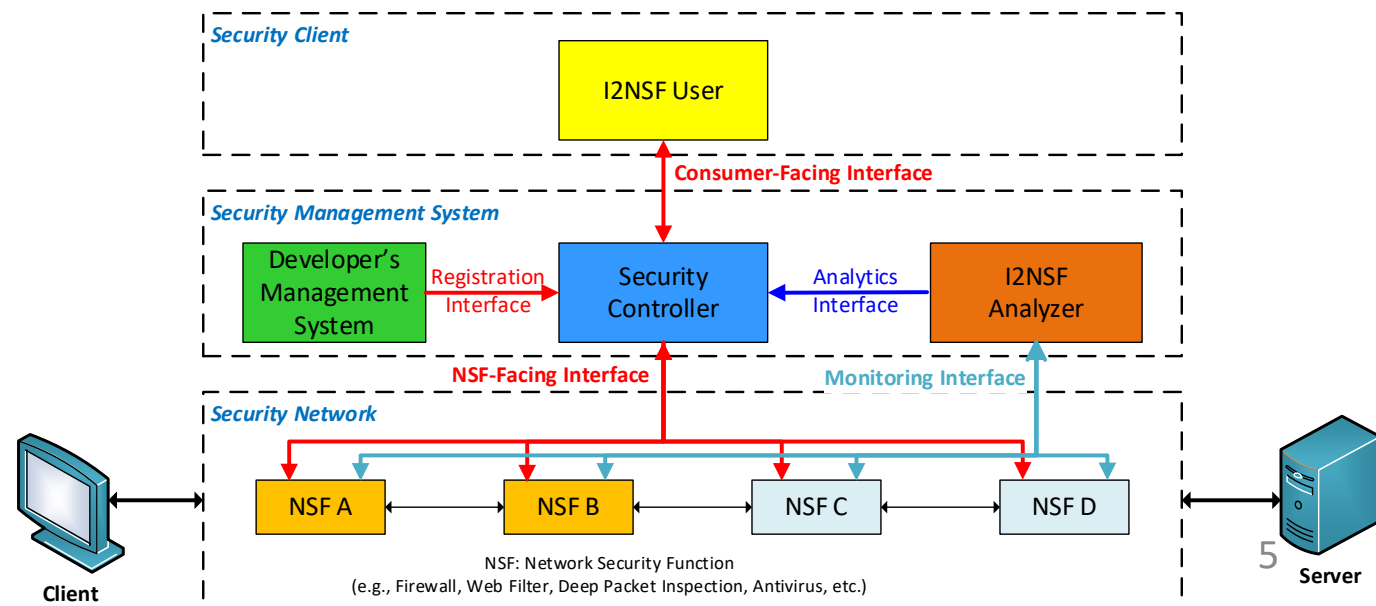 Security Client
I2NSF User
Consumer-Facing Interface
Security Management System
Developer's
Management
System
Registration
Interface
Security
Controller
Analytics
Interface
I2NSF
Analyzer
NSF-Facing Interface
Monitoring Interface
Security Network
NSF A
NSF B
NSF C
NSF D
NSF: Network Security Function
(e.g., Firewall, Web Filter, Deep Packet Inspection, Antivirus, etc.)
Client
5
Server